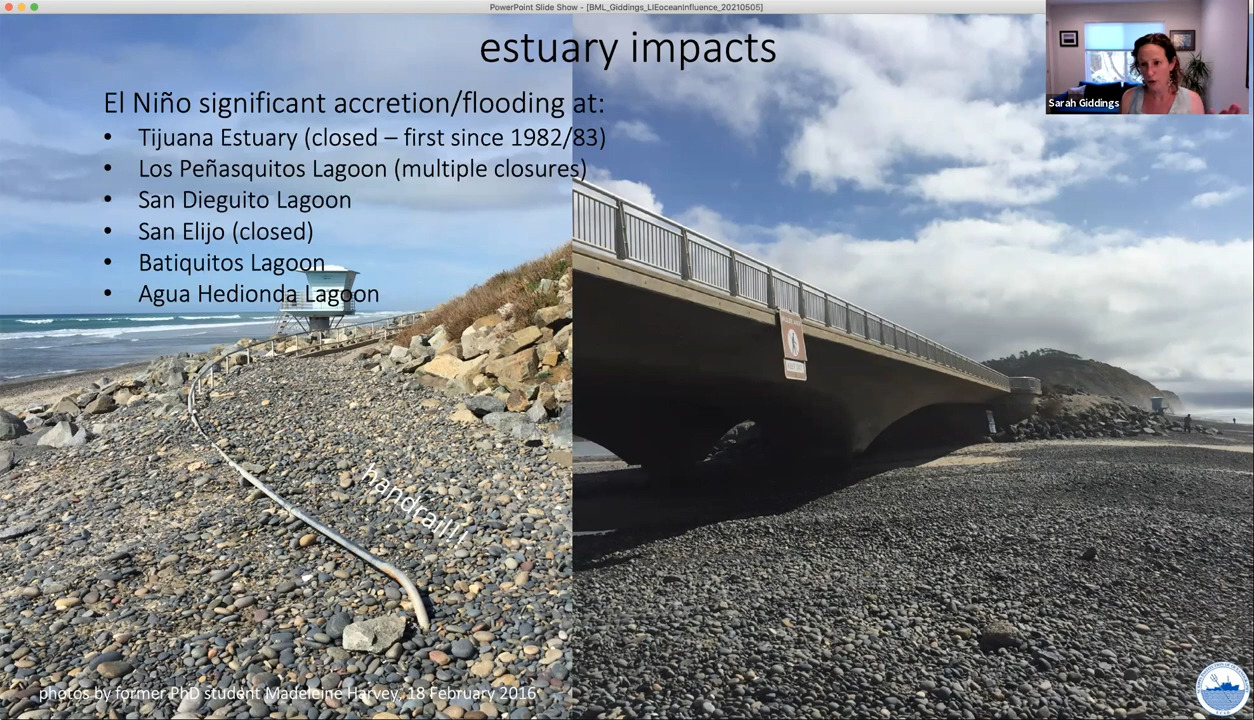 PowerPoint Slide Show - [BML_Giddings_LIEoceanInfluence_20210505]
estuary impacts
Sarah Giddings
El Niño significant accretion/flooding at:
• Tijuana Estuary (closed – first since 1982/83)
• Los Peñasquitos Lagoon (multiple closures)
• San Dieguito Lagoon
• San Elijo (closed)
• Batiquitos Lagoon
• Agua Hedionda Lagoon
handrail!!
photos by former PhD student Madeleine Harvey, 18 February 2016